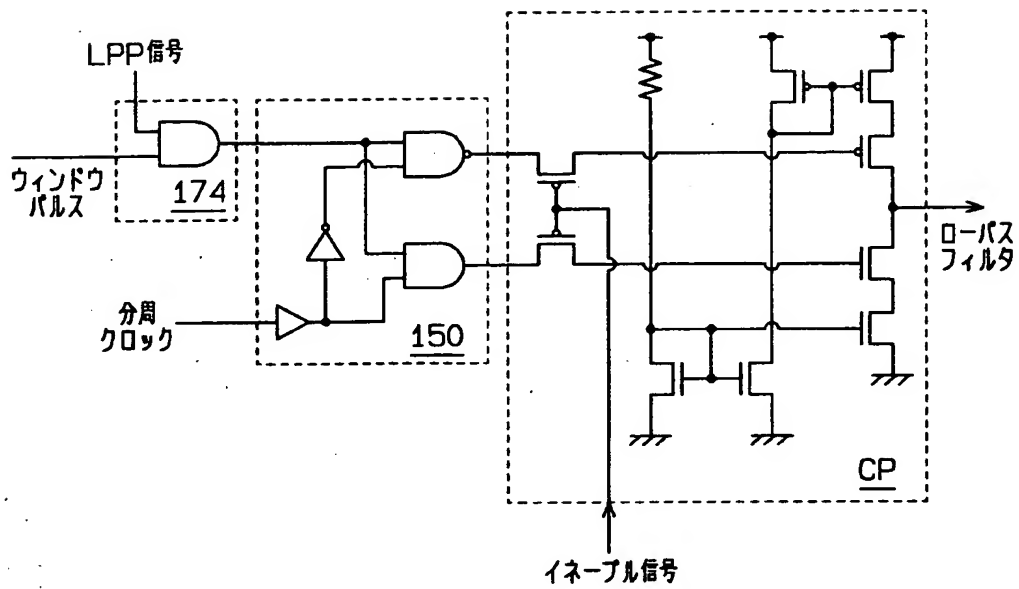 LPP信号
ウィンドウ
パルス
174
分周
クロック
150
ローパス
フィルタ
CP
イネーブル信号